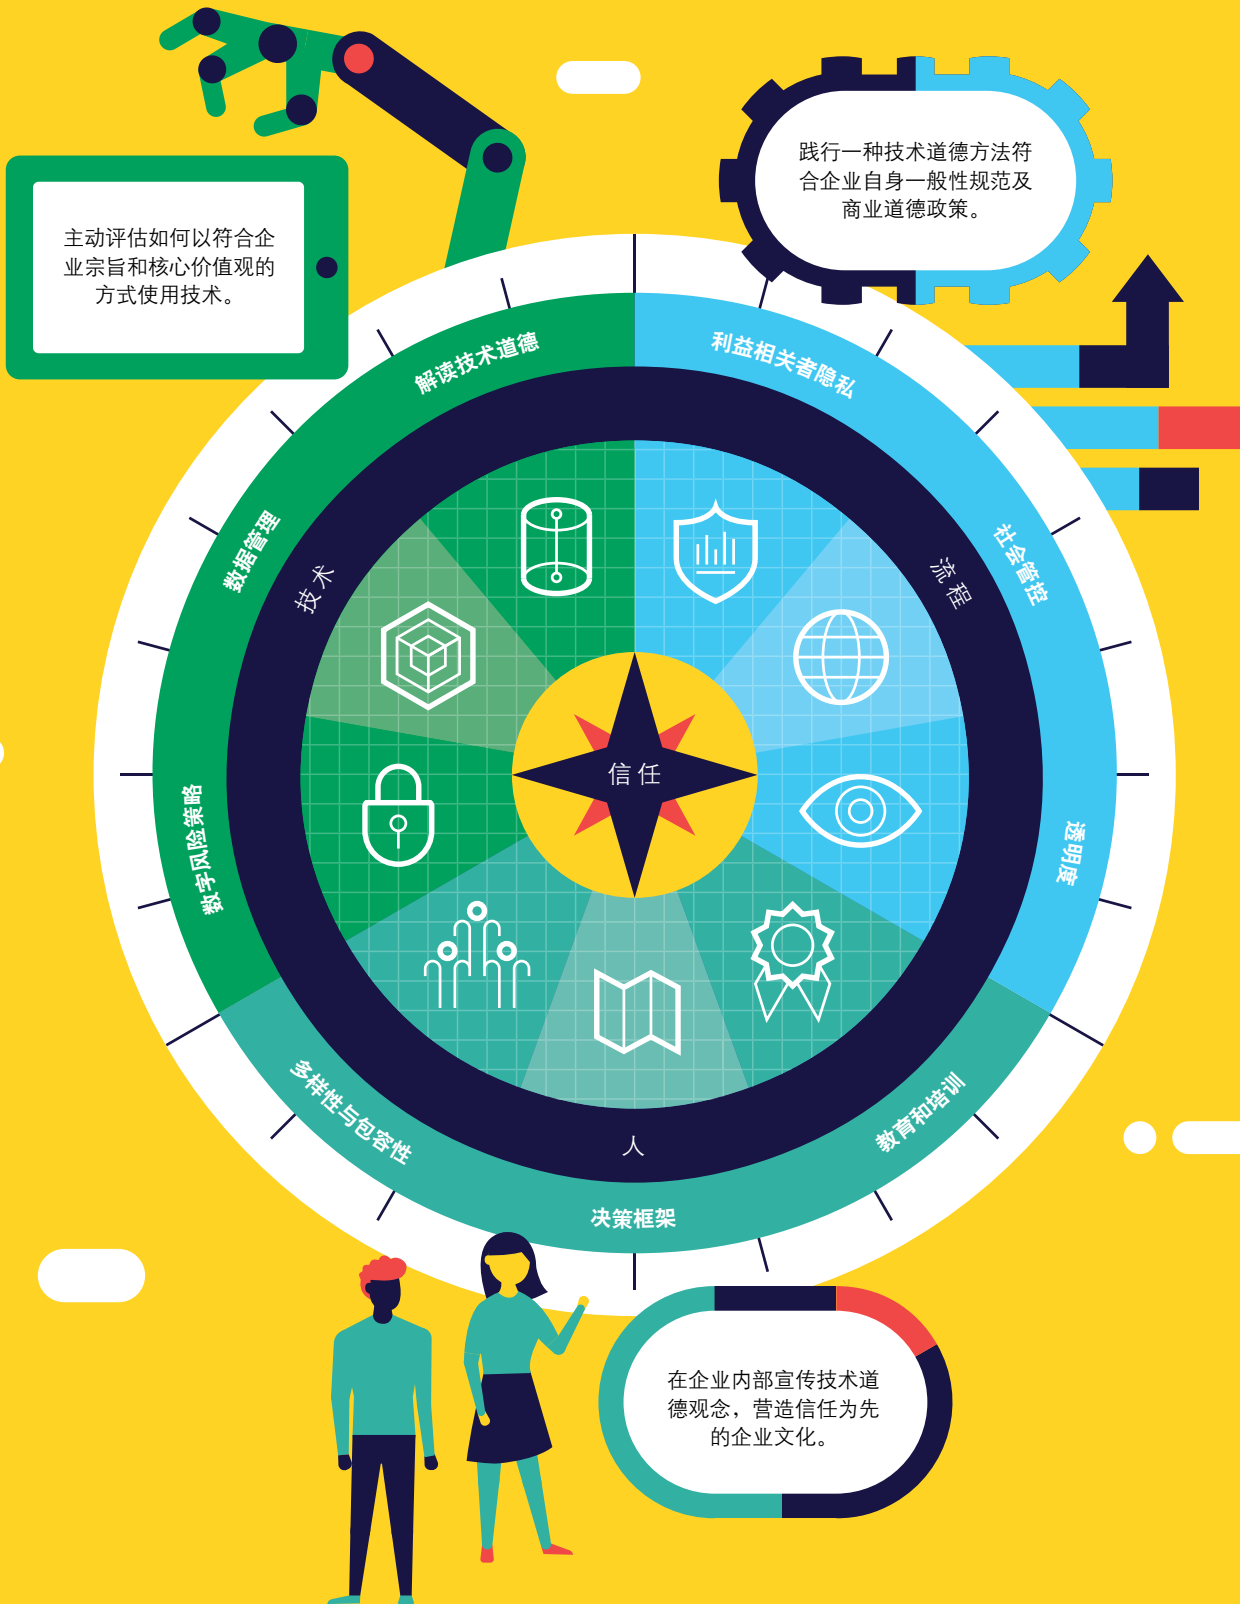 践行一种技术道德方法符
合企业自身一般性规范及
商业道德政策。
主动评估如何以符合企
业宗旨和核心价值观的
方式使用技术。
解读技术道德
利益相关者隐私
数据管理
社会管控
技术
流程
信任
数字风险策略
透明度
多样性与包容性
教育和培训
人
决策框架
在企业内部宣传技术道
德观念，营造信任为先
的企业文化。